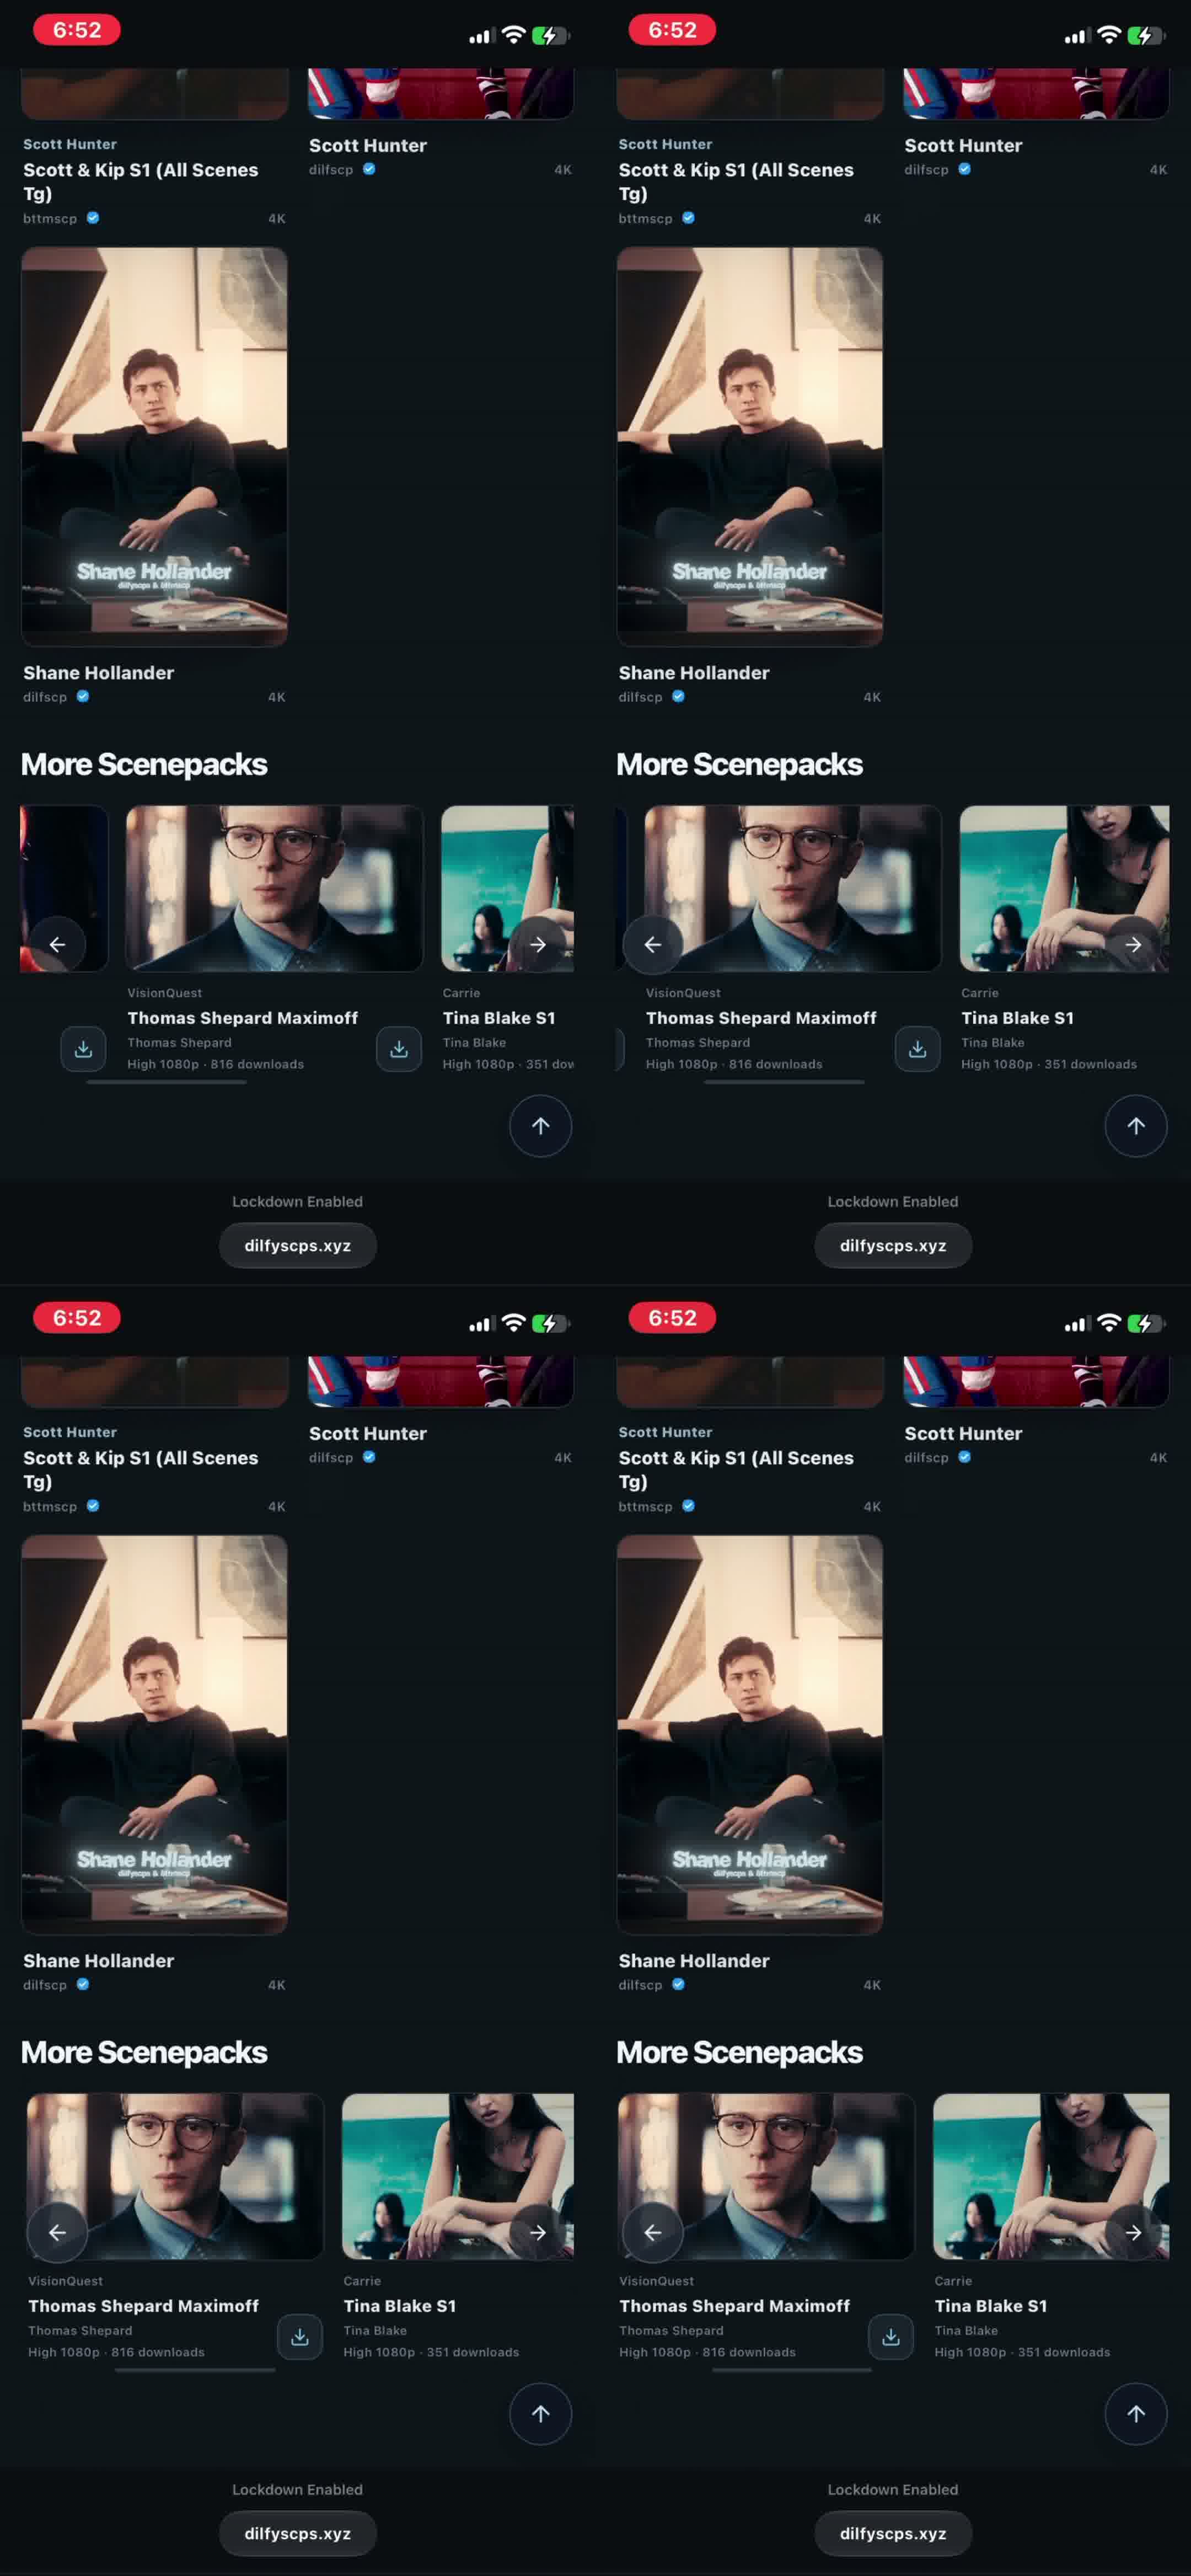 6:52
Scott Hunter
Scott & Kip S1 (All Scenes
Tg)
bttmscp
4K
Scott Hunter
dilfscp
4K
Shane Hollander
dilfyscps & bttmscp
Shane Hollander
dilfscp
4K
More Scenepacks
VisionQuest
Thomas Shepard Maximoff
Thomas Shepard
High 1080p · 816 downloads
Carrie
Tina Blake S1
Tina Blake
High 1080p · 351 dow
Lockdown Enabled
dilfyscps.xyz
6:52
Scott Hunter
Scott & Kip S1 (All Scenes
Tg)
bttmscp
4K
Scott Hunter
dilfscp
4K
Shane Hollander
dilfyscps & bttmscp
Shane Hollander
dilfscp
4K
More Scenepacks
VisionQuest
Thomas Shepard Maximoff
Thomas Shepard
High 1080p · 816 downloads
Carrie
Tina Blake S1
Tina Blake
High 1080p · 351 downloads
Lockdown Enabled
dilfyscps.xyz
6:52
Scott Hunter
Scott & Kip S1 (All Scenes
Tg)
bttmscp
4K
Scott Hunter
dilfscp
4K
Shane Hollander
dilfyscps & bttmscp
Shane Hollander
dilfscp
4K
More Scenepacks
VisionQuest
Thomas Shepard Maximoff
Thomas Shepard
High 1080p · 816 downloads
Carrie
Tina Blake S1
Tina Blake
High 1080p · 351 downloads
Lockdown Enabled
dilfyscps.xyz
6:52
Scott Hunter
Scott & Kip S1 (All Scenes
Tg)
bttmscp
4K
Scott Hunter
dilfscp
4K
Shane Hollander
dilfyscps & bttmscp
Shane Hollander
dilfscp
4K
More Scenepacks
VisionQuest
Thomas Shepard Maximoff
Thomas Shepard
High 1080p · 816 downloads
Carrie
Tina Blake S1
Tina Blake
High 1080p · 351 downloads
Lockdown Enabled
dilfyscps.xyz